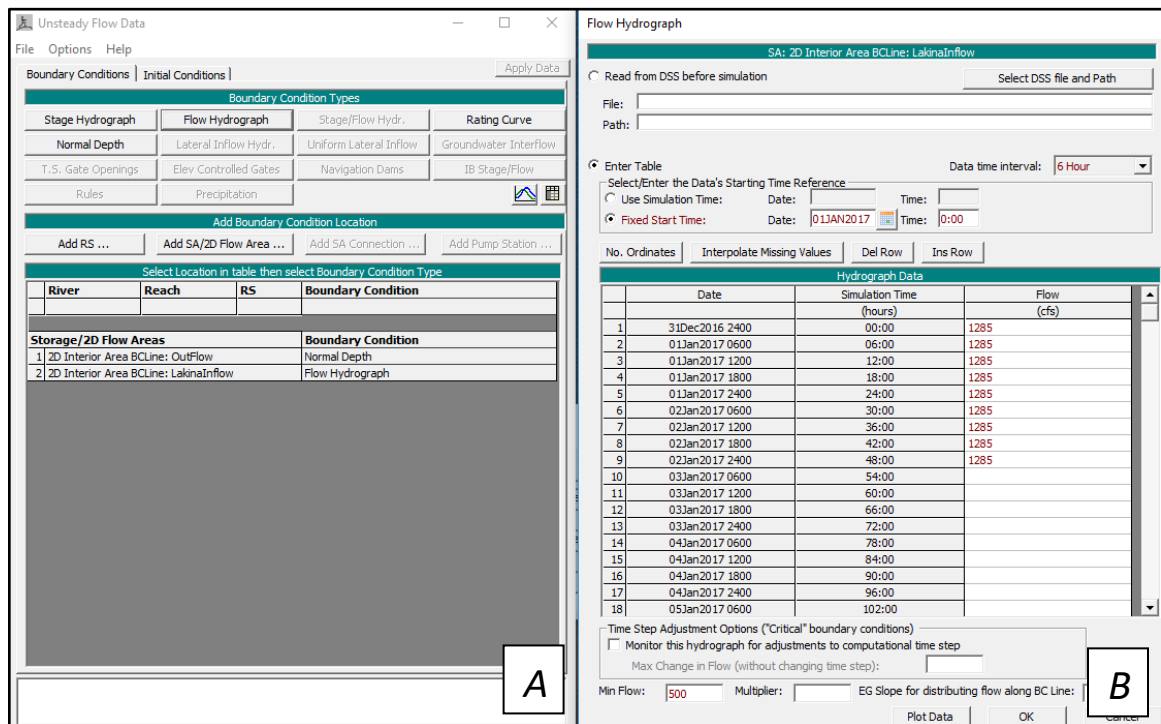 Unsteady Flow Data
File Options Help
Boundary Conditions Initial Conditions Apply Data
Boundary Condition Types
Stage Hydrograph Flow Hydrograph Stage/Flow Hydr. Rating Curve
Normal Depth Lateral Inflow Hydr. Uniform Lateral Inflow Groundwater Interflow
T.S. Gate Openings Elev Controlled Gates Navigation Dams IB Stage/Flow
Rules Precipitation
Add Boundary Condition Location
Add RS ... Add SA/2D Flow Area ... Add SA Connection ... Add Pump Station ...
Select Location in table then select Boundary Condition Type
River Reach RS Boundary Condition
Storage/2D Flow Areas Boundary Condition
1 2D Interior Area BCLine: OutFlow Normal Depth
2 2D Interior Area BCLine: LakinaInflow Flow Hydrograph
A
Flow Hydrograph
SA: 2D Interior Area BCLine: LakinaInflow
Read from DSS before simulation Select DSS file and Path
File:
Path:
Enter Table Data time interval: 6 Hour
Select/Enter the Data's Starting Time Reference
Use Simulation Time: Date: Time:
Fixed Start Time: Date: 01JAN2017 Time: 0:00
No. Ordinates Interpolate Missing Values Del Row Ins Row
Hydrograph Data
Date Simulation Time Flow
(hours) (cfs)
1 31Dec2016 2400 00:00 1285
2 01Jan2017 0600 06:00 1285
3 01Jan2017 1200 12:00 1285
4 01Jan2017 1800 18:00 1285
5 01Jan2017 2400 24:00 1285
6 02Jan2017 0600 30:00 1285
7 02Jan2017 1200 36:00 1285
8 02Jan2017 1800 42:00 1285
9 02Jan2017 2400 48:00 1285
10 03Jan2017 0600 54:00
11 03Jan2017 1200 60:00
12 03Jan2017 1800 66:00
13 03Jan2017 2400 72:00
14 04Jan2017 0600 78:00
15 04Jan2017 1200 84:00
16 04Jan2017 1800 90:00
17 04Jan2017 2400 96:00
18 05Jan2017 0600 102:00
Time Step Adjustment Options ("Critical" boundary conditions)
Monitor this hydrograph for adjustments to computational time step
Max Change in Flow (without changing time step):
Min Flow: 500 Multiplier: EG Slope for distributing flow along BC Line:
Plot Data OK
B